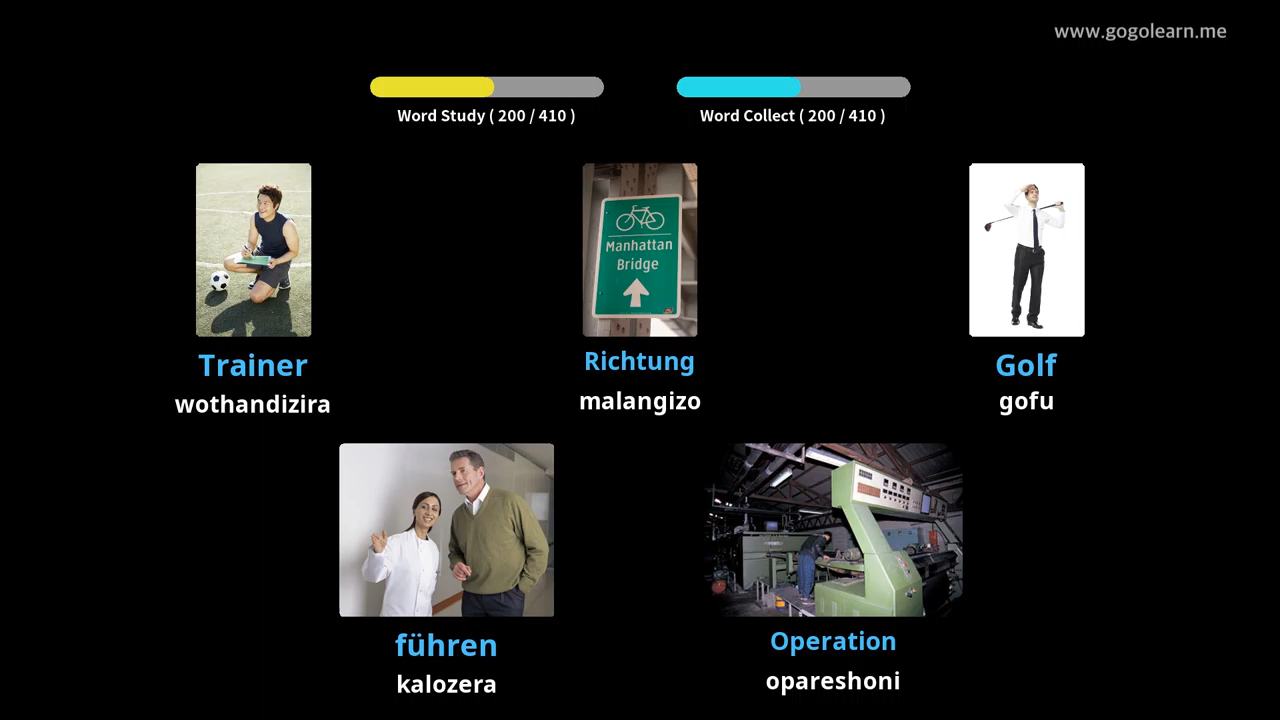 www.gogolearn.me
Word Study ( 200 / 410 )
Word Collect ( 200 / 410 )
Manhattan
Bridge
Trainer
wothandizira
Richtung
malangizo
Golf
gofu
führen
kalozera
Operation
opareshoni